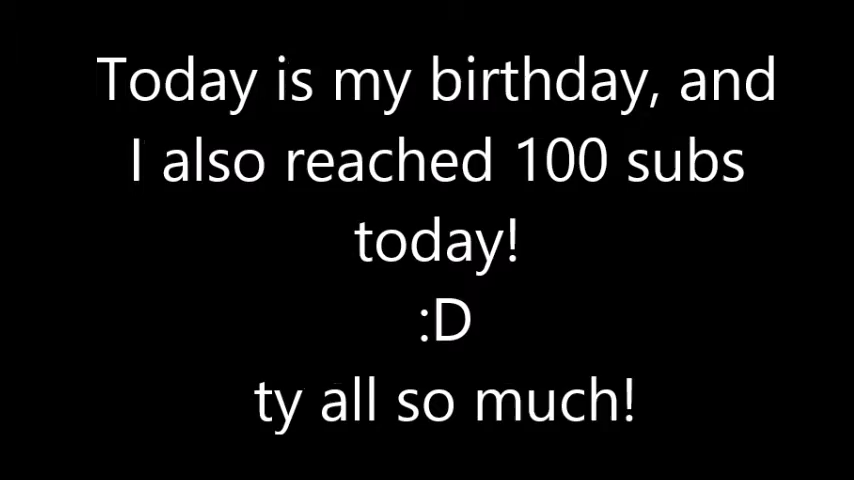 Today is my birthday, and
I also reached 100 subs
today!
:D
ty all so much!